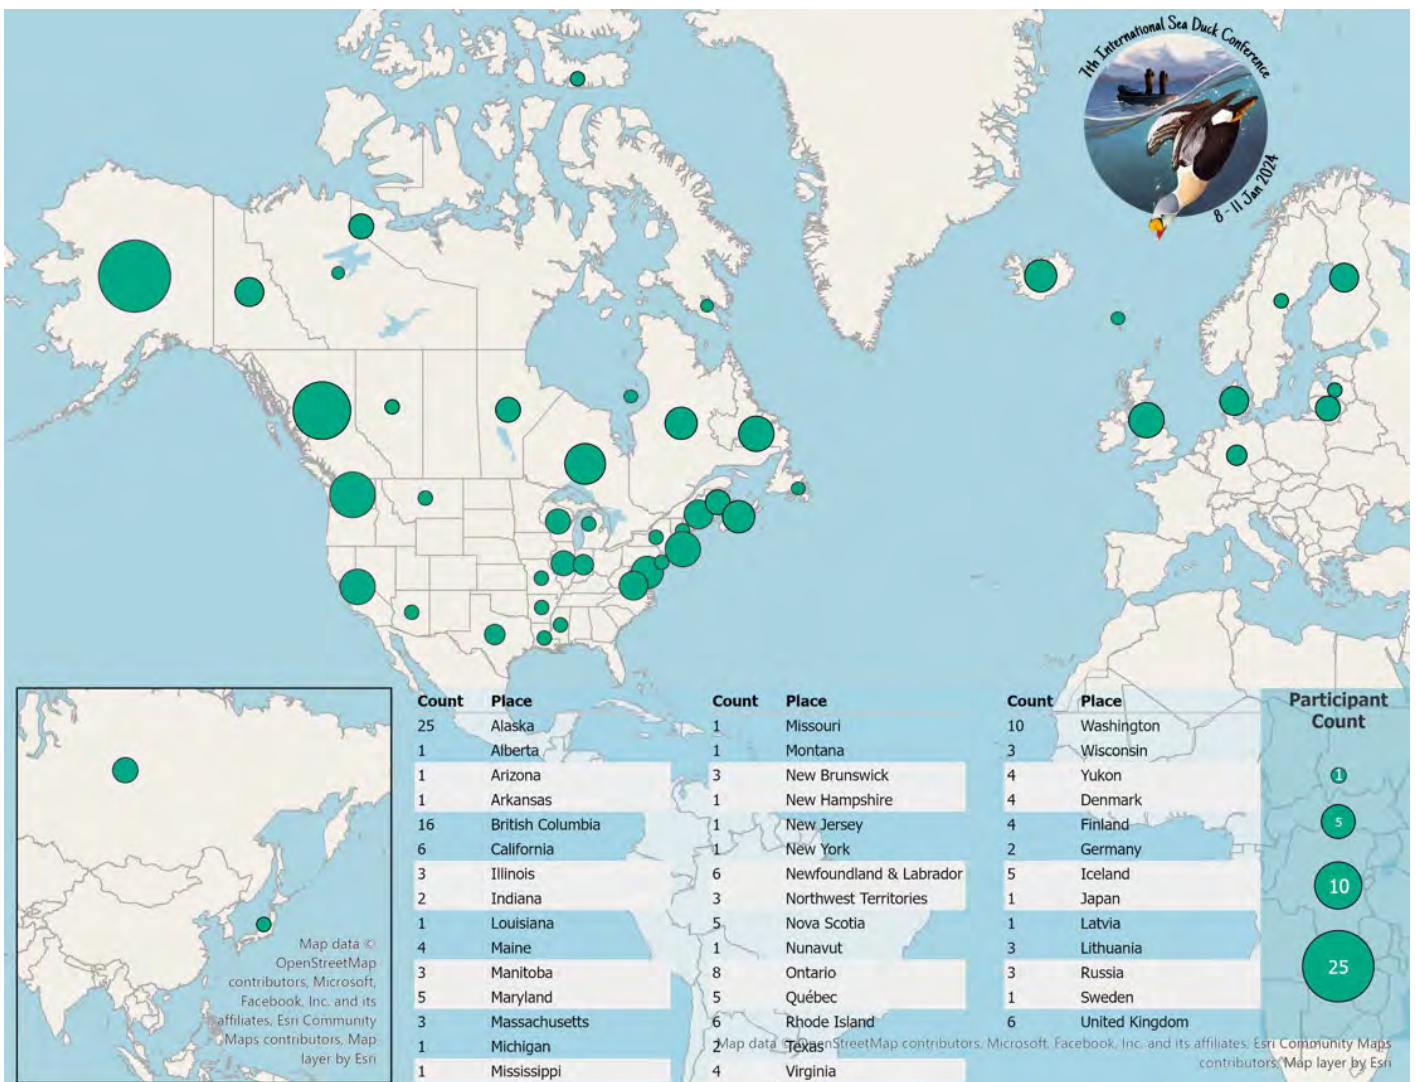 7th International Sea Duck Conference
8 - 11 Jan 2024
Count Place
25 Alaska
1 Alberta
1 Arizona
1 Arkansas
16 British Columbia
6 California
3 Illinois
2 Indiana
1 Louisiana
4 Maine
3 Manitoba
5 Maryland
3 Massachusetts
1 Michigan
1 Mississippi
Count Place
1 Missouri
1 Montana
3 New Brunswick
1 New Hampshire
1 New Jersey
1 New York
6 Newfoundland & Labrador
3 Northwest Territories
5 Nova Scotia
1 Nunavut
8 Ontario
5 Québec
6 Rhode Island
2 Texas
4 Virginia
Count Place
10 Washington
3 Wisconsin
4 Yukon
4 Denmark
4 Finland
2 Germany
5 Iceland
1 Japan
1 Latvia
3 Lithuania
3 Russia
1 Sweden
6 United Kingdom
Participant
Count
1
5
10
25
Map data ©
OpenStreetMap
contributors, Microsoft,
Facebook, Inc. and its
affiliates, Esri Community
Maps contributors, Map
layer by Esri
Map data © OpenStreetMap contributors, Microsoft, Facebook, Inc. and its affiliates, Esri Community Maps
contributors, Map layer by Esri